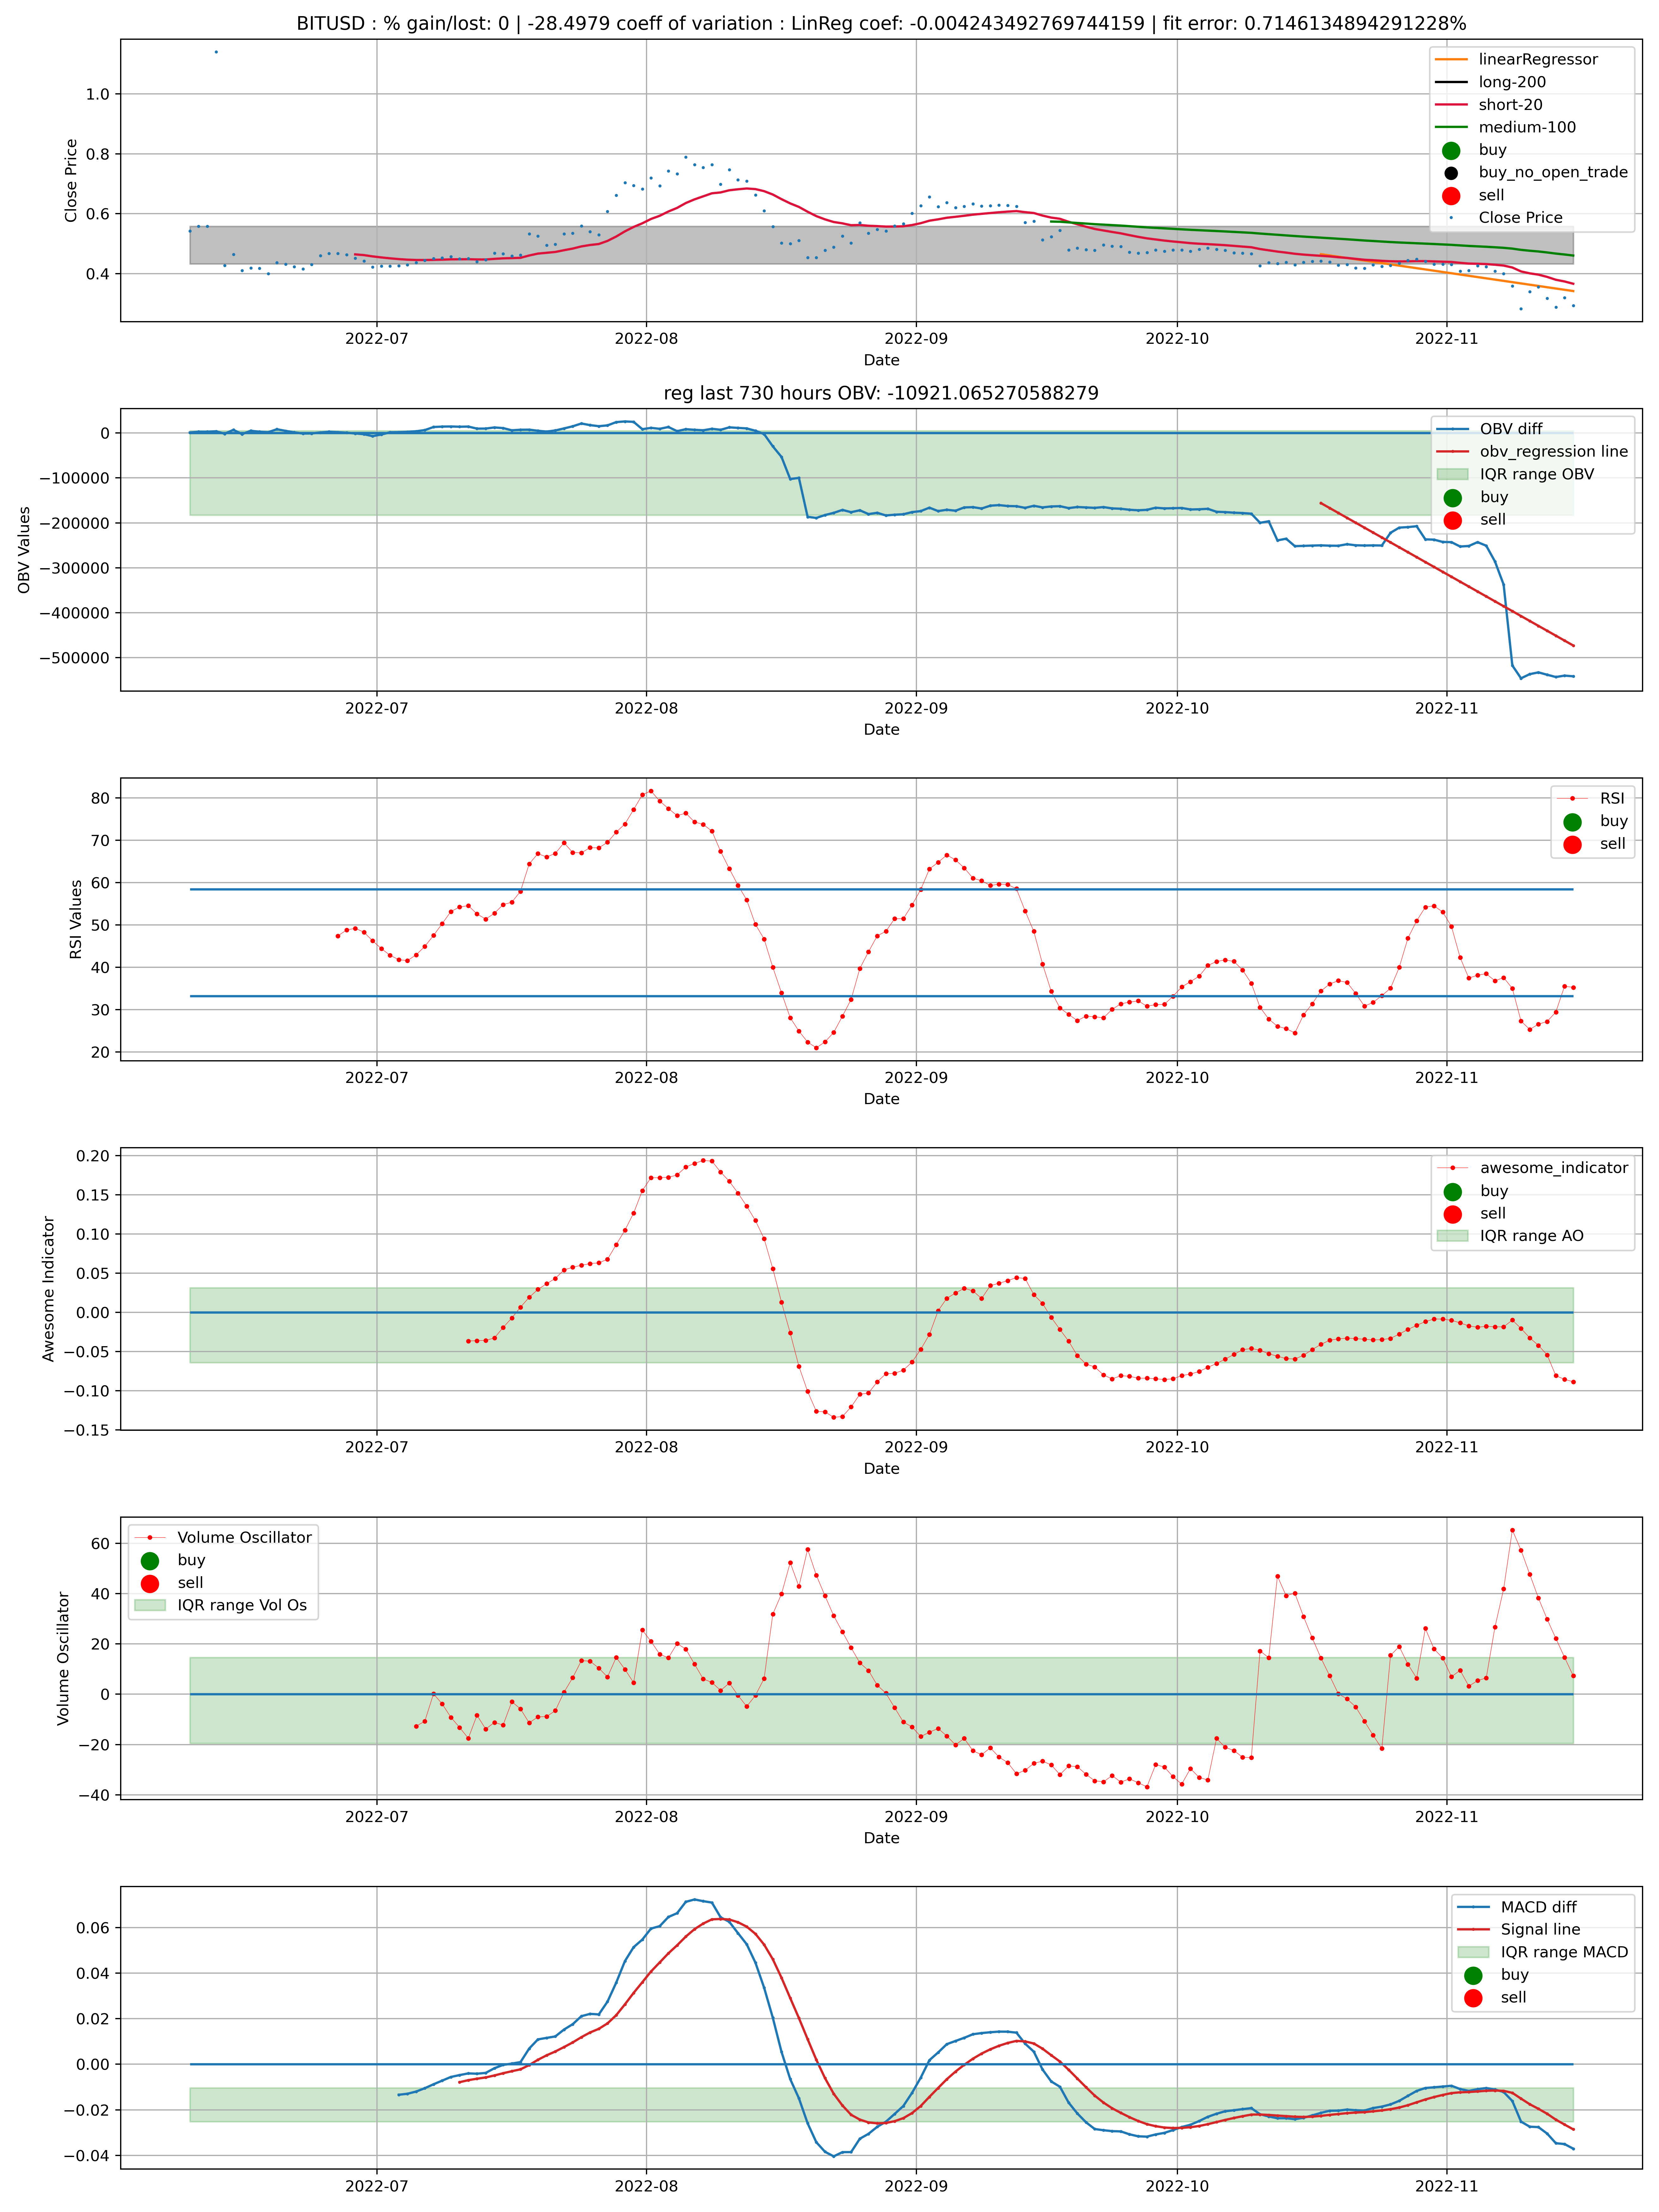 BITUSD : % gain/lost: 0 | -28.4979 coeff of variation : LinReg coef: -0.004243492769744159 | fit error: 0.7146134894291228%
Close Price
1.0
0.8
0.6
0.4
linearRegressor
long-200
short-20
medium-100
buy
buy_no_open_trade
sell
Close Price
2022-07 2022-08 2022-09 2022-10 2022-11
Date
reg last 730 hours OBV: -10921.065270588279
OBV Values
0
−100000
−200000
−300000
−400000
−500000
OBV diff
obv_regression line
IQR range OBV
buy
sell
2022-07 2022-08 2022-09 2022-10 2022-11
Date
RSI Values
80
70
60
50
40
30
20
RSI
buy
sell
2022-07 2022-08 2022-09 2022-10 2022-11
Date
Awesome Indicator
0.20
0.15
0.10
0.05
0.00
−0.05
−0.10
−0.15
awesome_indicator
buy
sell
IQR range AO
2022-07 2022-08 2022-09 2022-10 2022-11
Date
Volume Oscillator
60
40
20
0
−20
−40
Volume Oscillator
buy
sell
IQR range Vol Os
2022-07 2022-08 2022-09 2022-10 2022-11
Date
0.06
0.04
0.02
0.00
−0.02
−0.04
MACD diff
Signal line
IQR range MACD
buy
sell
2022-07 2022-08 2022-09 2022-10 2022-11